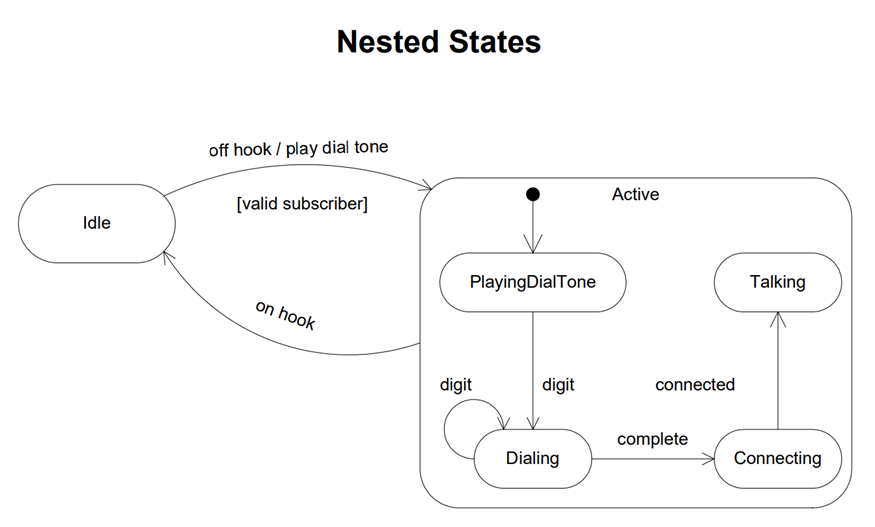 Nested States
off hook / play dial tone
[valid subscriber]
Idle
Active
on hook
PlayingDialTone
Talking
digit
digit
connected
complete
Dialing
Connecting